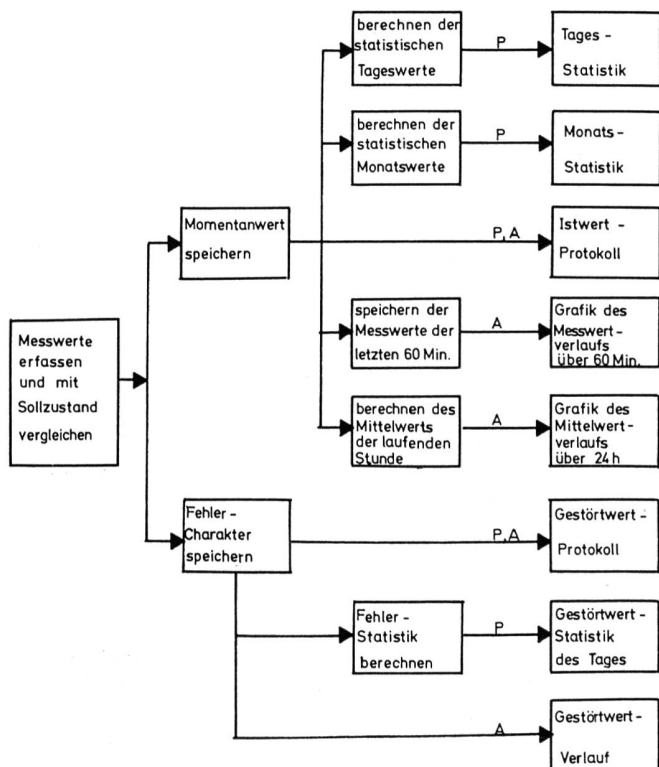 berechnen der
statistischen
Tageswerte
P
Tages -
Statistik
berechnen der
statistischen
Monatswerte
P
Monats -
Statistik
Momentanwert
speichern
P, A
Istwert -
Protokoll
Messwerte
erfassen
und mit
Sollzustand
vergleichen
speichern der
Messwerte der
letzten 60 Min.
A
Grafik des
Messwert-
verlaufs
über 60 Min.
berechnen des
Mittelwerts
der laufenden
Stunde
A
Grafik des
Mittelwert-
verlaufs
über 24 h
Fehler -
Charakter
speichern
P, A
Gestörtwert -
Protokoll
Fehler -
Statistik
berechnen
P
Gestörtwert -
Statistik
des Tages
A
Gestörtwert -
Verlauf